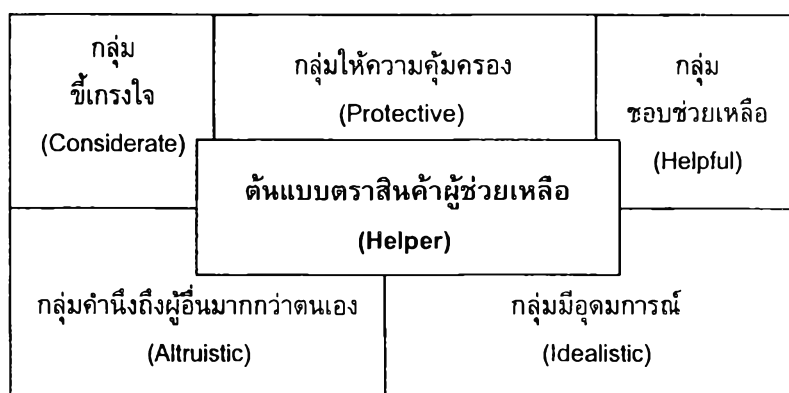 กลุ่ม
ขี้เกรงใจ
(Considerate)
กลุ่มให้ความคุ้มครอง
(Protective)
กลุ่ม
ชอบช่วยเหลือ
(Helpful)
ต้นแบบตราสินค้าผู้ช่วยเหลือ
(Helper)
กลุ่มคำนึงถึงผู้อื่นมากกว่าตนเอง
(Altruistic)
กลุ่มมีอุดมการณ์
(Idealistic)